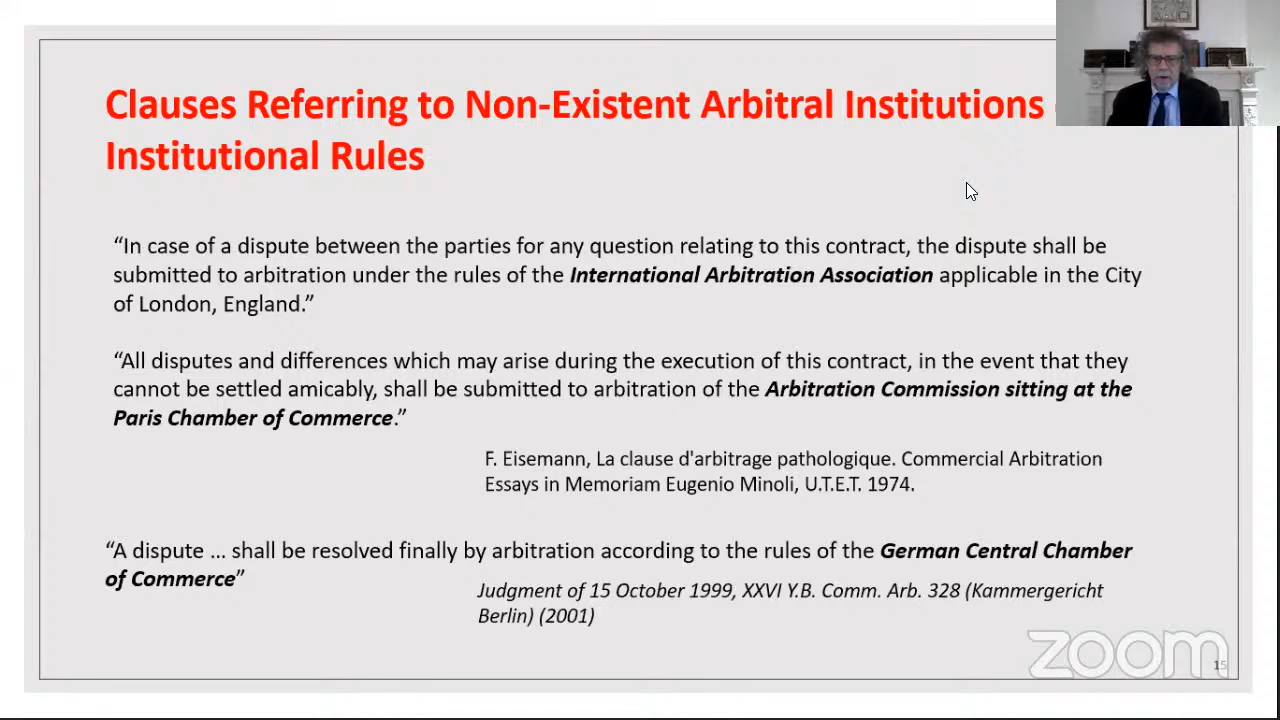 Clauses Referring to Non-Existent Arbitral Institutions
Institutional Rules
“In case of a dispute between the parties for any question relating to this contract, the dispute shall be
submitted to arbitration under the rules of the International Arbitration Association applicable in the City
of London, England.”
“All disputes and differences which may arise during the execution of this contract, in the event that they
cannot be settled amicably, shall be submitted to arbitration of the Arbitration Commission sitting at the
Paris Chamber of Commerce.”
F. Eisemann, La clause d'arbitrage pathologique. Commercial Arbitration
Essays in Memoriam Eugenio Minoli, U.T.E.T. 1974.
“A dispute ... shall be resolved finally by arbitration according to the rules of the German Central Chamber
of Commerce”
Judgment of 15 October 1999, XXVI Y.B. Comm. Arb. 328 (Kammergericht
Berlin) (2001)
zoom
15